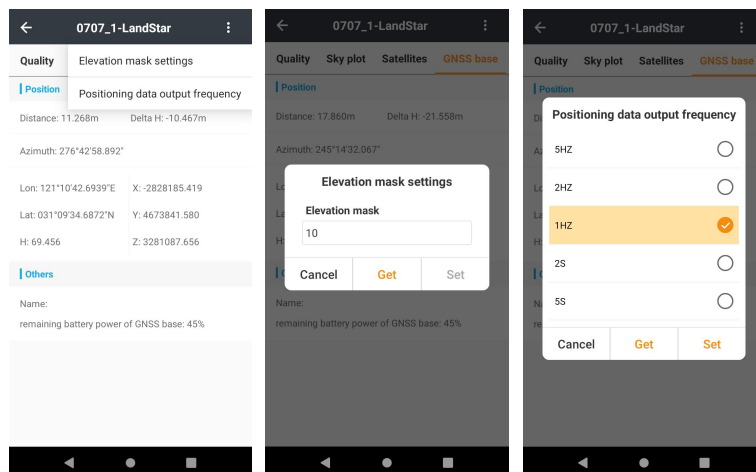 0707_1-LandStar
Quality
Elevation mask settings
Positioning data output frequency
Position
Distance: 11.268m Delta H: -10.467m
Azimuth: 276°42'58.892"
Lon: 121°10'42.6939"E X: -2828185.419
Lat: 031°09'34.6872"N Y: 4673841.580
H: 69.456 Z: 3281087.656
Others
Name:
remaining battery power of GNSS base: 45%
0707_1-LandStar
Quality Sky plot Satellites GNSS base
Position
Distance: 17.860m Delta H: -21.558m
Azimuth: 245°14'32.067"
Elevation mask settings
Elevation mask
10
Cancel Get Set
Name:
remaining battery power of GNSS base: 45%
0707_1-LandStar
Quality Sky plot Satellites GNSS base
Position
Positioning data output frequency
5HZ
2HZ
1HZ
2S
5S
Cancel Get Set